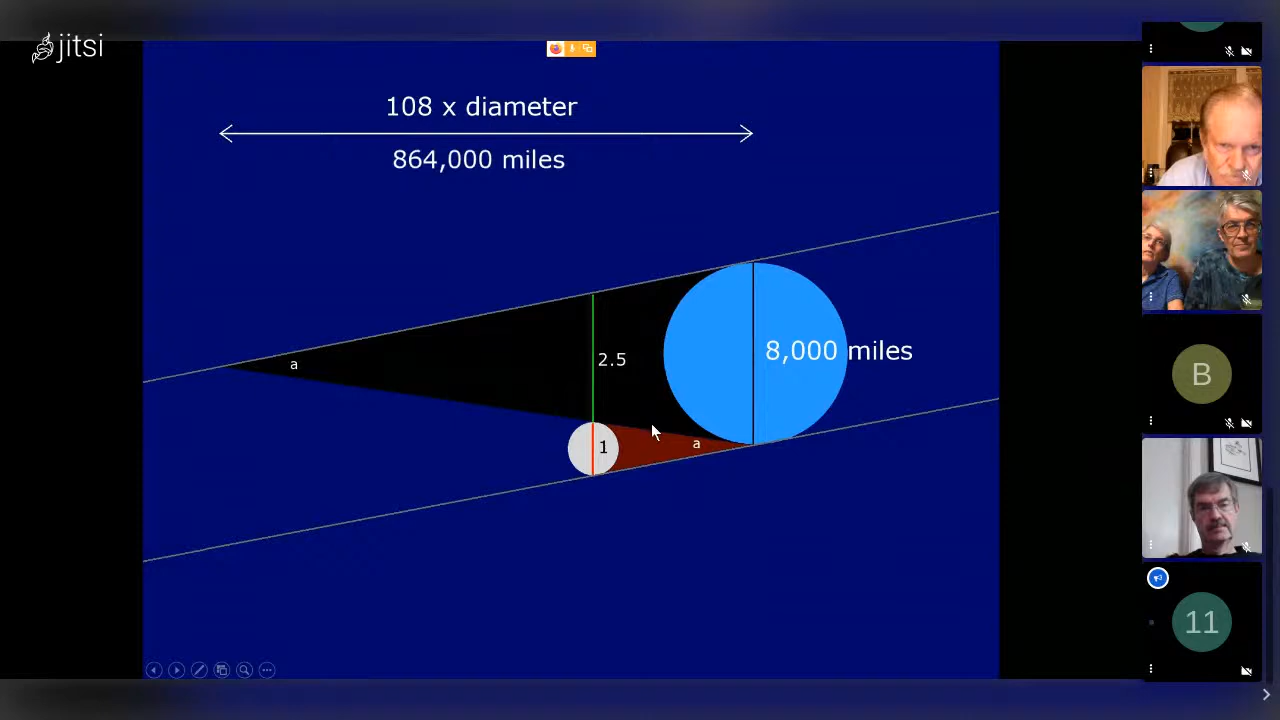 jitsi
108 x diameter
864,000 miles
a
2.5
8,000 miles
1
a
B
11